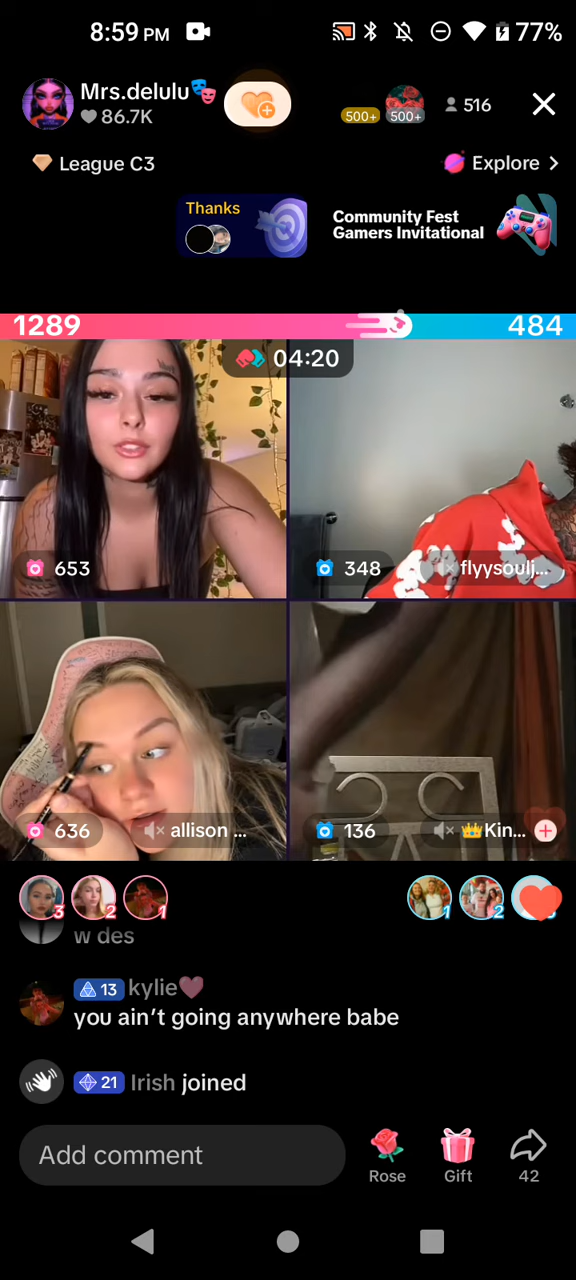 8:59 PM
77%
Mrs.delulu🎭
86.7K
500+
500+
516
League C3
Explore >
Thanks
Community Fest
Gamers Invitational
1289
484
04:20
653
348
flyysoulj...
636
allison ...
136
👑Kin...
3
2
1
1
2
w des
13 kylie
you ain't going anywhere babe
21 Irish joined
Add comment
Rose
Gift
42